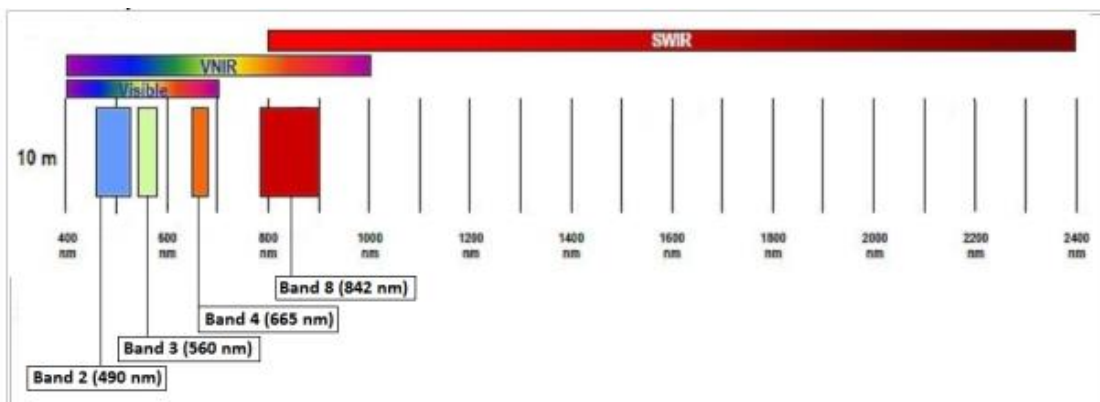 SWIR
VNIR
Visible
10 m
400 nm
600 nm
800 nm
1000 nm
1200 nm
1400 nm
1600 nm
1800 nm
2000 nm
2200 nm
2400 nm
Band 8 (842 nm)
Band 4 (665 nm)
Band 3 (560 nm)
Band 2 (490 nm)